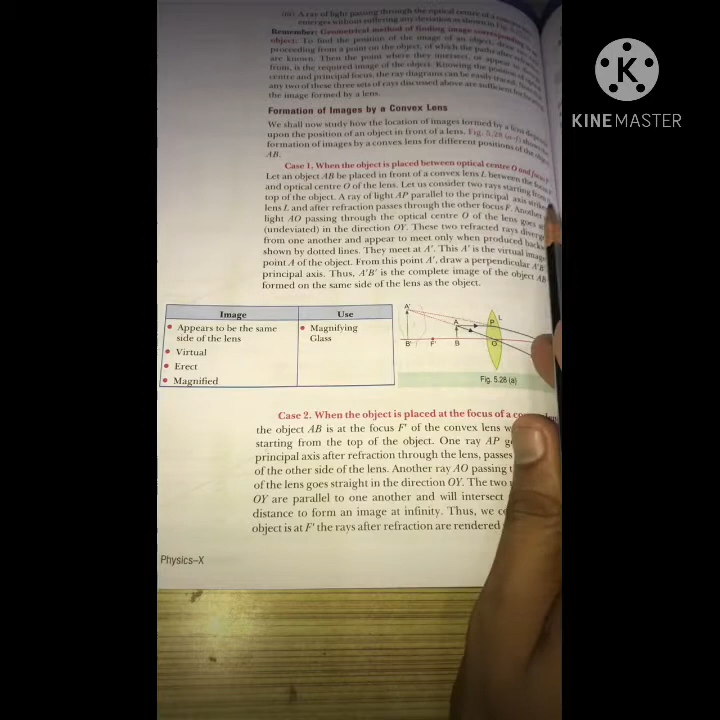 (iii) A ray of light passing through the optical centre of a
emerges without suffering any deviation as shown in Fig.
Remember: Geometrical method of finding image corresponding
object: To find the position of the image of an object, draw
proceeding from a point on the object, of which the paths after
are known. Then the point where they intersect, or appear
from, is the required image of the object. Knowing the position of
centre and principal focus, the ray diagrams can be easily traced.
any two of these three sets of rays discussed above are sufficient for
the image formed by a lens.
Formation of Images by a Convex Lens
We shall now study how the location of images formed by a lens depends
upon the position of an object in front of a lens. Fig. 5.28 (a-f) shows the
formation of images by a convex lens for different positions of the object
AB.
Case 1. When the object is placed between optical centre O and focus F'
Let an object AB be placed in front of a convex lens L between the focus F'
and optical centre O of the lens. Let us consider two rays starting from
top of the object. A ray of light AP parallel to the principal axis strikes
lens L and after refraction passes through the other focus F. Another
light AO passing through the optical centre O of the lens goes
(undeviated) in the direction OY. These two refracted rays diverge
from one another and appear to meet only when produced
shown by dotted lines. They meet at A'. This A' is the virtual image
point A of the object. From this point A', draw a perpendicular A'B'
principal axis. Thus, A'B' is the complete image of the object AB
formed on the same side of the lens as the object.
Image Use
• Appears to be the same • Magnifying
side of the lens Glass
• Virtual
• Erect
• Magnified
A'
A P L
B' F' B O
Fig. 5.28 (a)
Case 2. When the object is placed at the focus of a
the object AB is at the focus F' of the convex lens
starting from the top of the object. One ray AP
principal axis after refraction through the lens, passes
of the other side of the lens. Another ray AO passing
of the lens goes straight in the direction OY. The two
OY are parallel to one another and will intersect
distance to form an image at infinity. Thus, we
object is at F' the rays after refraction are rendered
Physics–X
K
KINEMASTER